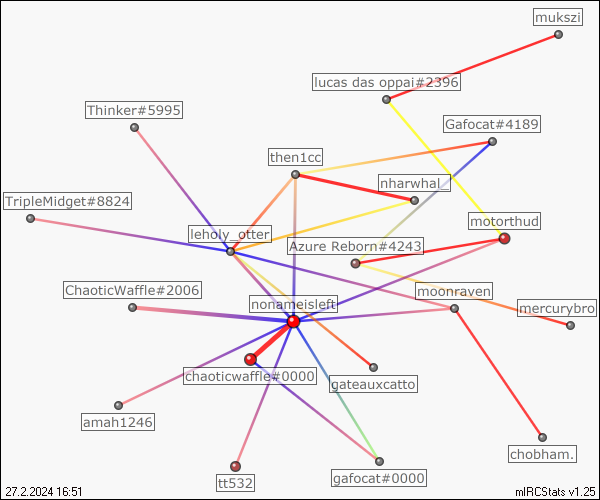 mukszi
lucas das oppai#2396
Thinker#5995
Gafocat#4189
then1cc
nharwhal_
TripleMidget#8824
motorthud
leholy_otter
Azure Reborn#4243
ChaoticWaffle#2006
nonameisleft
moonraven
mercurybro
chaoticwaffle#0000
gateauxcatto
amah1246
chobham.
tt532
gafocat#0000
27.2.2024 16:51
mIRCStats v1.25